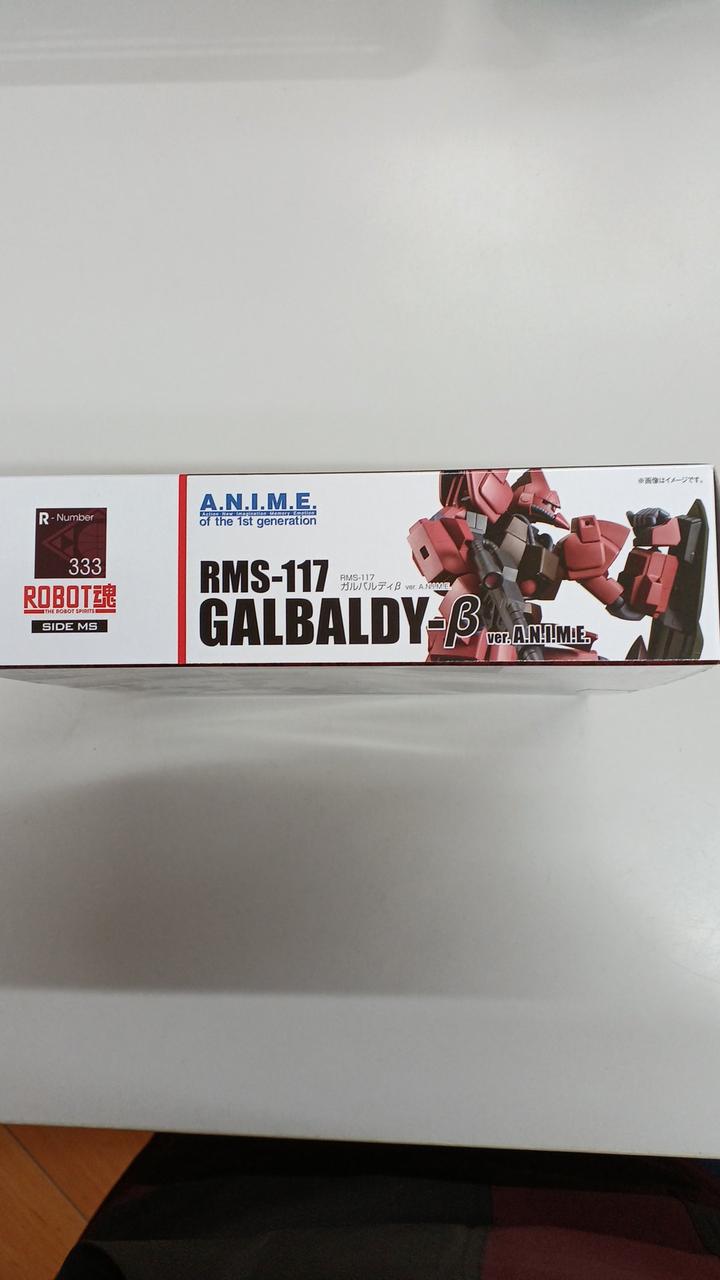 R - Number
333
ROBOT魂
THE ROBOT SPIRITS
SIDE MS
A.N.I.M.E.
Action New Imagination Memory Emotion
of the 1st generation
RMS-117
RMS-117
ガルバルディβ ver. A.N.I.M.E.
GALBALDY-β ver. A.N.I.M.E.
※画像はイメージです。